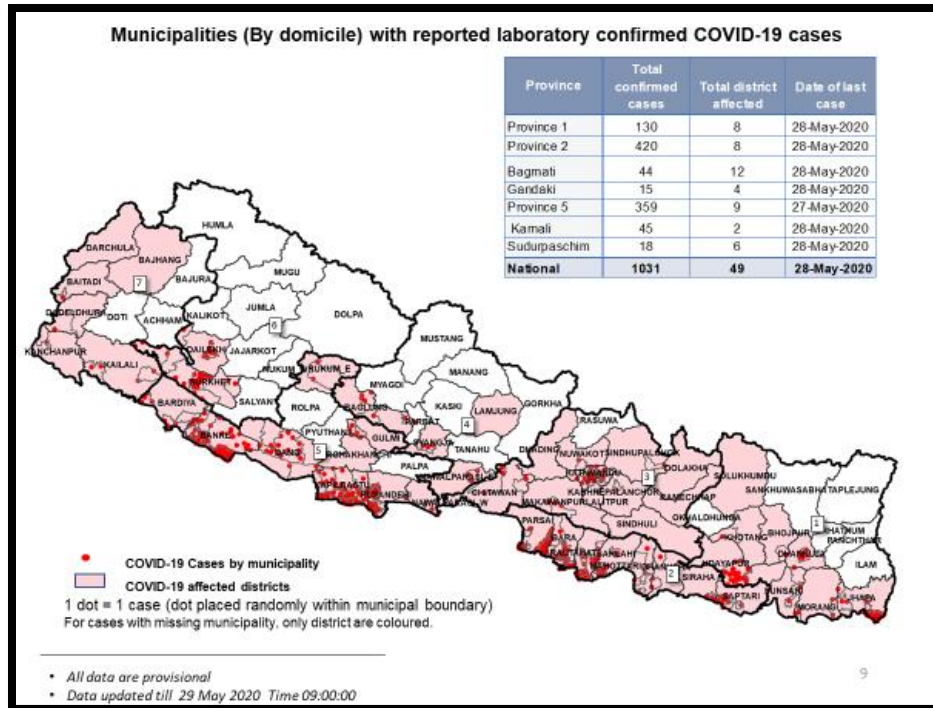 Municipalities (By domicile) with reported laboratory confirmed COVID-19 cases
Province Total confirmed cases Total district affected Date of last case
Province 1 130 8 28-May-2020
Province 2 420 8 28-May-2020
Bagmati 44 12 28-May-2020
Gandaki 15 4 28-May-2020
Province 5 359 9 27-May-2020
Karnali 45 2 28-May-2020
Sudurpaschim 18 6 28-May-2020
National 1031 49 28-May-2020
HUMLA
DARCHULA
BAJHANG
MUGU
BAITADI
7
BAJURA
JUMLA
DOLPA
DOTI
ACHHAM
KALIKOT
6
MUSTANG
KANCHANPUR
KAILALI
DAILEKH
JAJARKOT
MANANG
SURKHET
RUKUM_E
MYAGDI
GORKHA
SALYAN
KASKI
LAMJUNG
BARDIYA
ROLPA
BAGLUNG
4
RASUWA
BANKE
PYUTHAN
GULMI
TANAHU
DHADING
NUWAKOT
SINDHUPALCHOK
DANG
5
PALPA
3
DOLAKHA
SOLUKHUMBU
SANKHUWASABHA
TAPLEJUNG
CHITAWAN
RAMECHHAP
SINDHULI
OKHALDHUNGA
BHOJPUR
1
PANCHTHAR
PARSA
BARA
KHOTANG
ILAM
2
SIRAHA
UDAYAPUR
SAPTARI
SUNSARI
MORANG
JHAPA
COVID-19 Cases by municipality
COVID-19 affected districts
1 dot = 1 case (dot placed randomly within municipal boundary)
For cases with missing municipality, only district are coloured.
9
• All data are provisional
• Data updated till 29 May 2020 Time 09:00:00